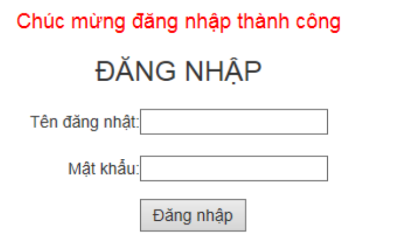 Chúc mừng đăng nhập thành công
ĐĂNG NHẬP
Tên đăng nhật:
Mật khẩu:
Đăng nhập